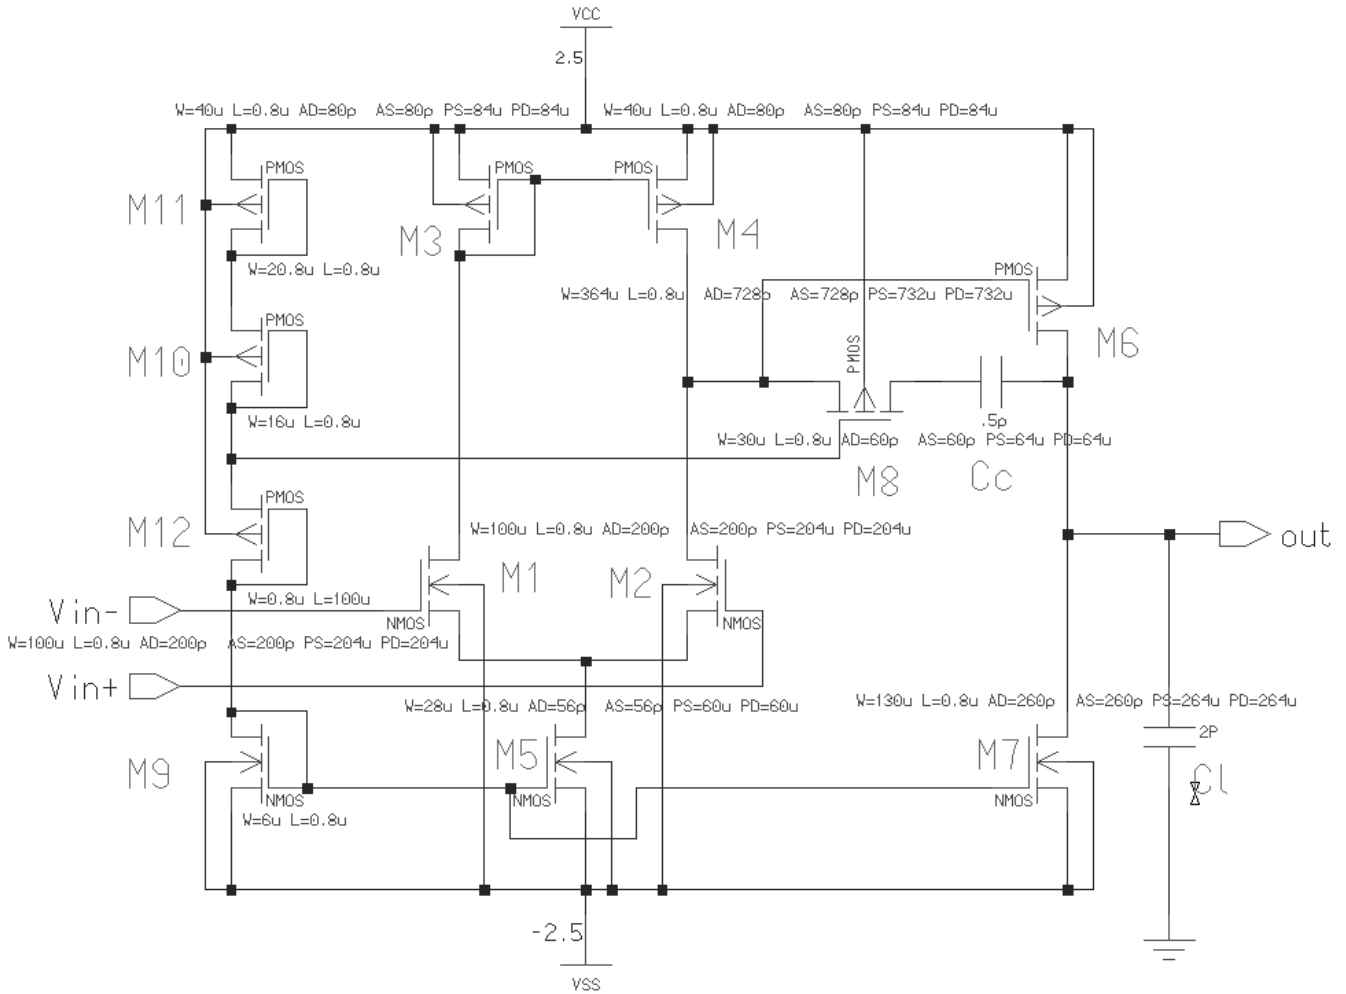 VCC
2.5
W=40u L=0.8u AD=80p AS=80p PS=84u PD=84u
W=40u L=0.8u AD=80p AS=80p PS=84u PD=84u
PMOS
PMOS
PMOS
M11
M3
M4
W=20.8u L=0.8u
PMOS
W=364u L=0.8u AD=728p AS=728p PS=732u PD=732u
PMOS
M10
PMOS
M6
W=16u L=0.8u
.5p
W=30u L=0.8u AD=60p AS=60p PS=64u PD=64u
M8
Cc
PMOS
M12
W=100u L=0.8u AD=200p AS=200p PS=204u PD=204u
out
M1
M2
W=0.8u L=100u
Vin-
NMOS
NMOS
W=100u L=0.8u AD=200p AS=200p PS=204u PD=204u
Vin+
W=28u L=0.8u AD=56p AS=56p PS=60u PD=60u
W=130u L=0.8u AD=260p AS=260p PS=264u PD=264u
2P
M9
M5
M7
Cl
NMOS
NMOS
NMOS
W=6u L=0.8u
-2.5
VSS